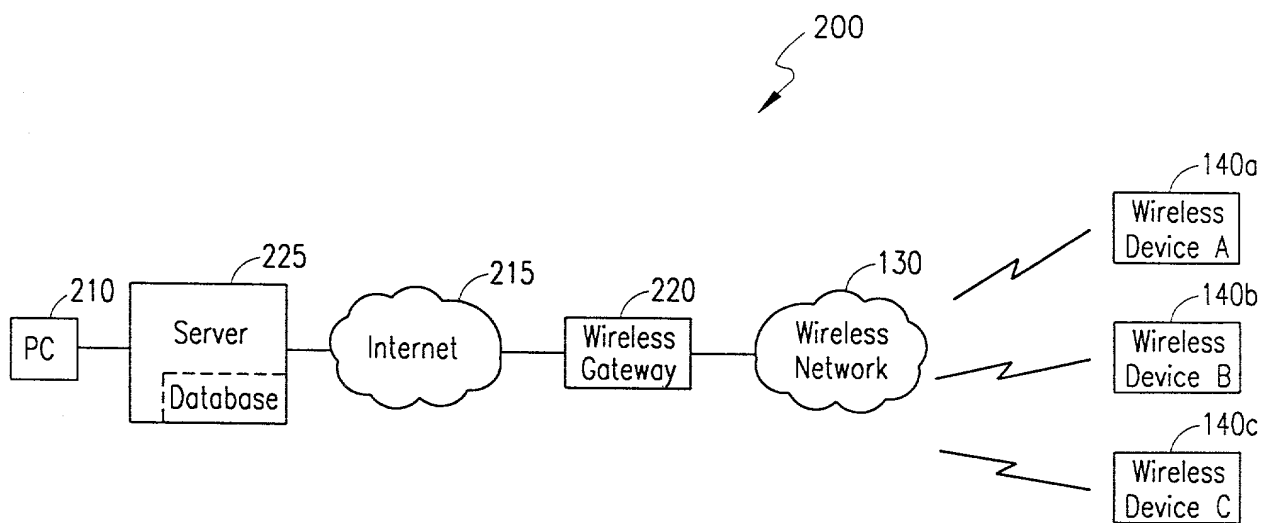 200
140a
Wireless
Device A
225
215
220
130
210
PC
Server
Database
Internet
Wireless
Gateway
Wireless
Network
140b
Wireless
Device B
140c
Wireless
Device C